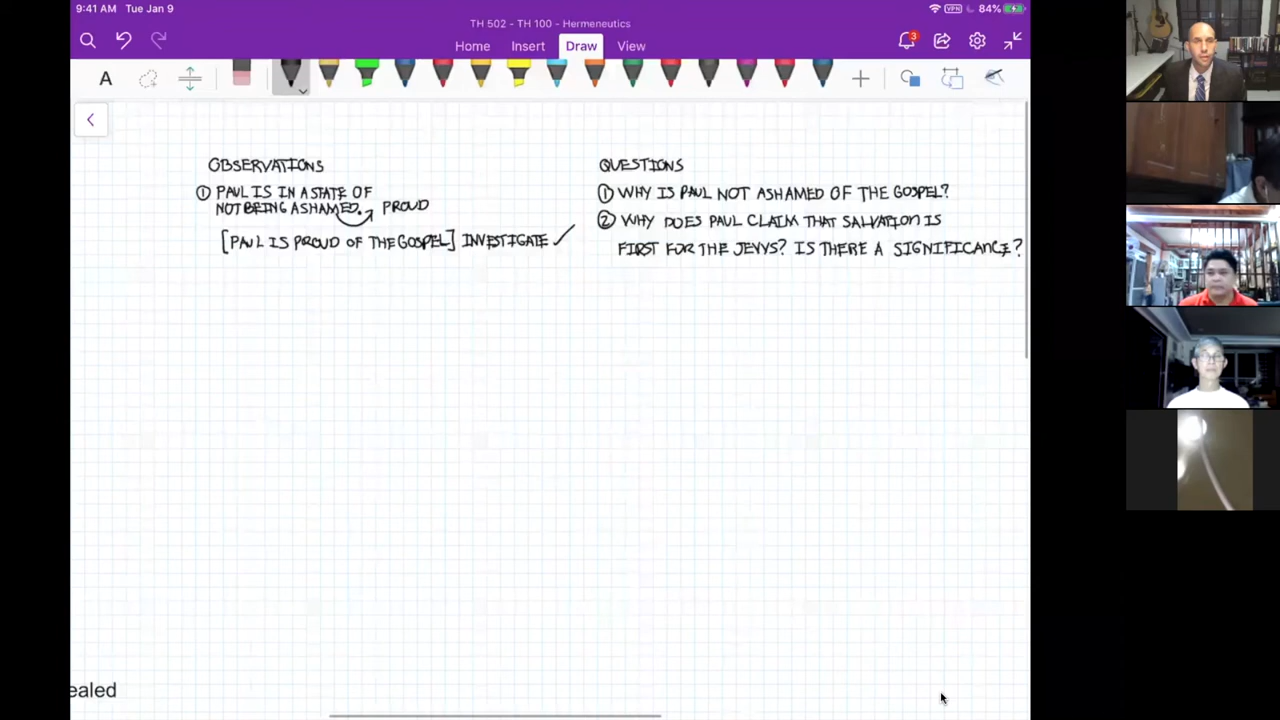 9:41 AM Tue Jan 9
VPN 84%
TH 502 - TH 100 - Hermeneutics
Home Insert Draw View
3
A
OBSERVATIONS
① PAUL IS IN A STATE OF
NOT BEING ASHAMED. PROUD
[PAUL IS PROUD OF THE GOSPEL] INVESTIGATE ✓
QUESTIONS
① WHY IS PAUL NOT ASHAMED OF THE GOSPEL?
② WHY DOES PAUL CLAIM THAT SALVATION IS
FIRST FOR THE JEWS? IS THERE A SIGNIFICANCE?
ealed